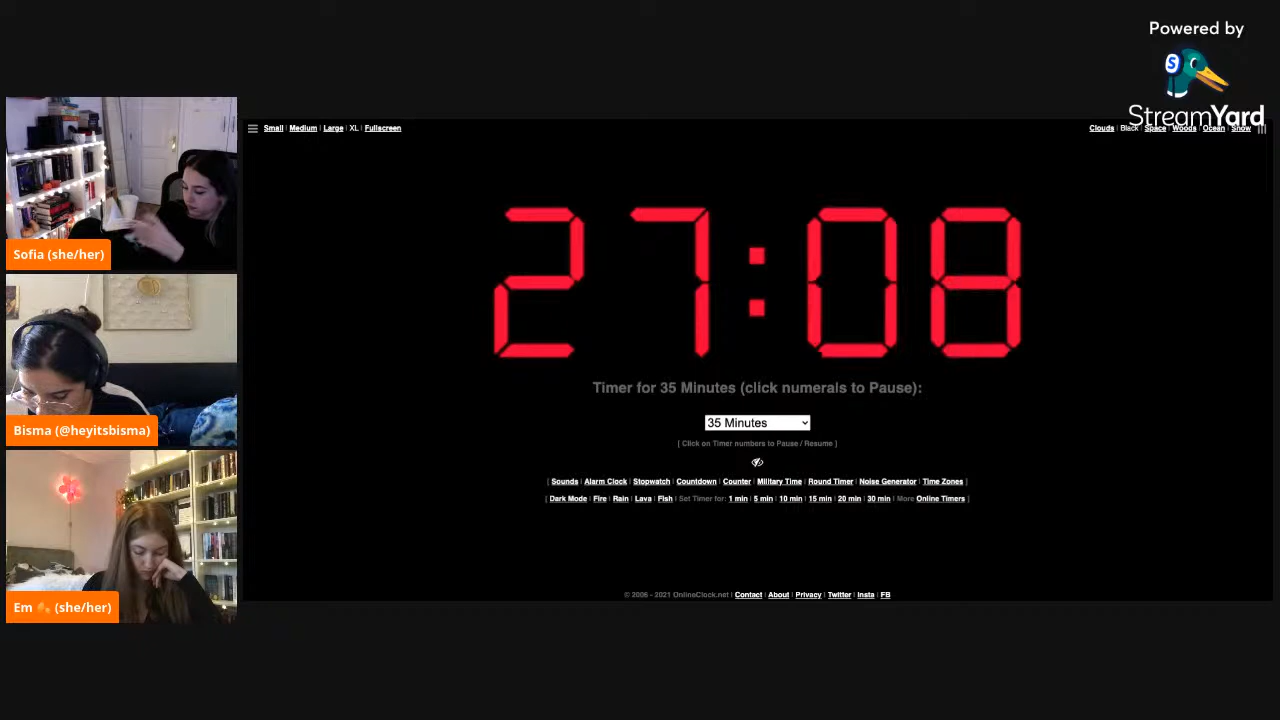 Powered by
StreamYard
Small | Medium | Large | XL | Fullscreen
Clouds | Black | Space | Woods | Ocean | Snow
27:08
Timer for 35 Minutes (click numerals to Pause):
35 Minutes
[ Click on Timer numbers to Pause / Resume ]
[ Sounds | Alarm Clock | Stopwatch | Countdown | Counter | Military Time | Round Timer | Noise Generator | Time Zones ]
[ Dark Mode | Fire | Rain | Lava | Fish | Set Timer for: 1 min | 5 min | 10 min | 15 min | 20 min | 30 min | More Online Timers ]
© 2006 - 2021 OnlineClock.net | Contact | About | Privacy | Twitter | Insta | FB
Sofia (she/her)
Bisma (@heyitsbisma)
Em 🍂 (she/her)